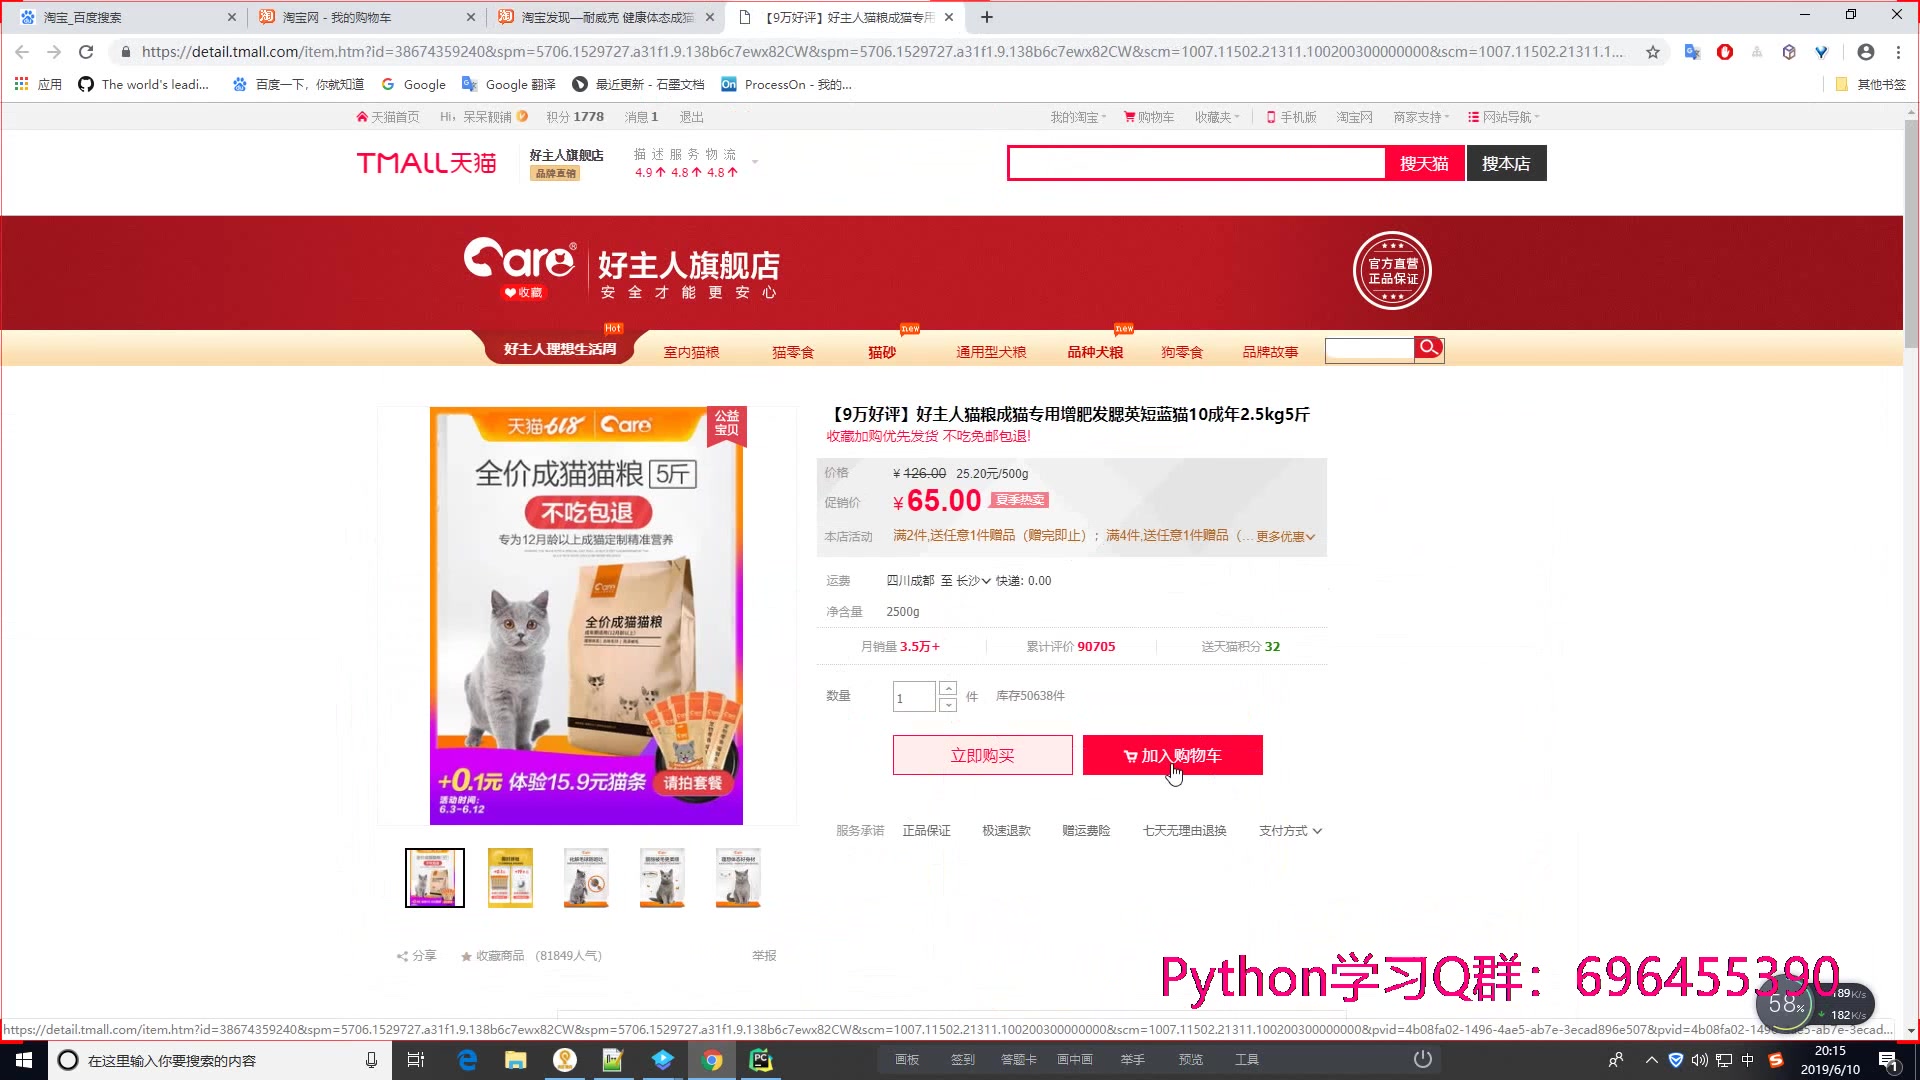 淘宝_百度搜索
淘宝网 - 我的购物车
淘宝发现—耐威克 健康体态成猫
【9万好评】好主人猫粮成猫专用
https://detail.tmall.com/item.htm?id=38674359240&spm=5706.1529727.a31f1.9.138b6c7ewx82CW&spm=5706.1529727.a31f1.9.138b6c7ewx82CW&scm=1007.11502.21311.100200300000000&scm=1007.11502.21311.1...
应用
The world's leadi...
百度一下，你就知道
Google
Google 翻译
最近更新 - 石墨文档
ProcessOn - 我的...
其他书签
天猫首页 Hi，呆呆靓铺 积分 1778 消息 1 退出
我的淘宝 购物车 收藏夹 手机版 淘宝网 商家支持 网站导航
TMALL天猫
好主人旗舰店
品牌直销
描述 服务 物流
4.9 4.8 4.8
搜天猫
搜本店
Care®
收藏
好主人旗舰店
安全才能更安心
官方直营
正品保证
Hot
new
new
好主人理想生活周 室内猫粮 猫零食 猫砂 通用型犬粮 品种犬粮 狗零食 品牌故事
天猫618 Care
公益
宝贝
全价成猫猫粮 5斤
不吃包退
专为12月龄以上成猫定制精准营养
Care
全价成猫猫粮
+0.1元 体验15.9元猫条
请拍套餐
活动时间：
6.3-6.12
【9万好评】好主人猫粮成猫专用增肥发腮英短蓝猫10成年2.5kg5斤
收藏加购优先发货 不吃免邮包退!
价格 ¥ 126.00 25.20元/500g
促销价 ¥ 65.00 夏季热卖
本店活动 满2件,送任意1件赠品（赠完即止）; 满4件,送任意1件赠品（... 更多优惠
运费 四川成都 至 长沙 快递: 0.00
净含量 2500g
月销量 3.5万+
累计评价 90705
送天猫积分 32
数量 1 件 库存50638件
立即购买
加入购物车
服务承诺 正品保证 极速退款 赠运费险 七天无理由退换 支付方式
分享 收藏商品 (81849人气) 举报
Python学习Q群：696455390
58%
189K/s
182K/s
https://detail.tmall.com/item.htm?id=38674359240&spm=5706.1529727.a31f1.9.138b6c7ewx82CW&spm=5706.1529727.a31f1.9.138b6c7ewx82CW&scm=1007.11502.21311.100200300000000&scm=1007.11502.21311.100200300000000&pvid=4b08fa02-1496-4ae5-ab7e-3ecad896e507&pvid=4b08fa02-1496-4ae5-ab7e-3ecad...
在这里输入你要搜索的内容
画板 签到 答题卡 画中画 举手 预览 工具
中
20:15
2019/6/10
1